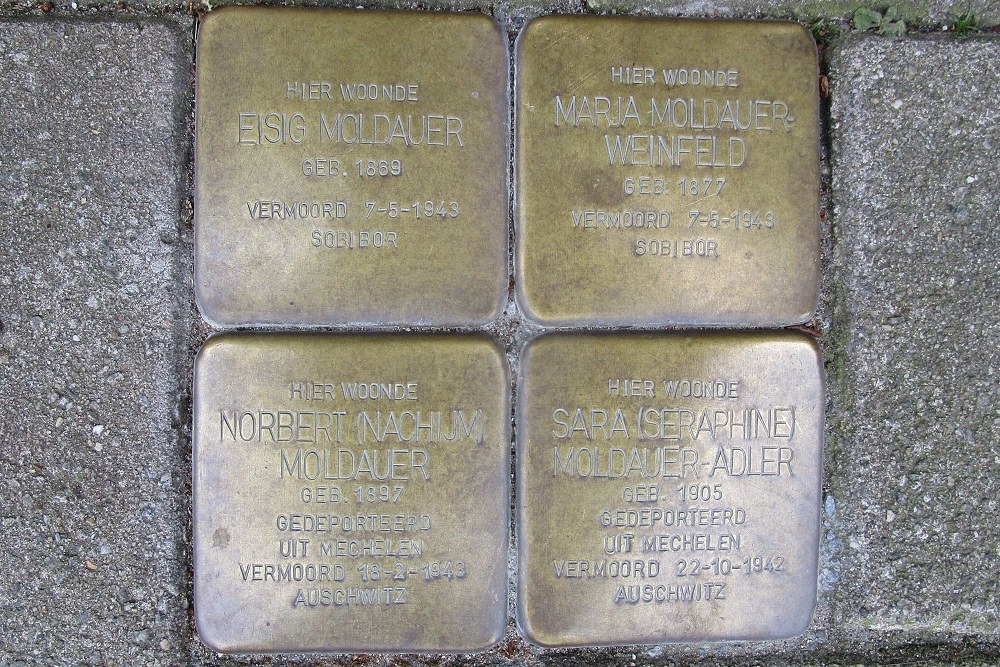 HIER WOONDE
EISIG MOLDAUER
GEB. 1869
VERMOORD 7-5-1943
SOBIBOR
HIER WOONDE
MARJA MOLDAUER-
WEINFELD
GEB. 1877
VERMOORD 7-5-1943
SOBIBOR
HIER WOONDE
NORBERT (NACHIJM)
MOLDAUER
GEB. 1897
GEDEPORTEERD
UIT MECHELEN
VERMOORD 18-2-1943
AUSCHWITZ
HIER WOONDE
SARA (SERAPHINE)
MOLDAUER-ADLER
GEB. 1905
GEDEPORTEERD
UIT MECHELEN
VERMOORD 22-10-1942
AUSCHWITZ